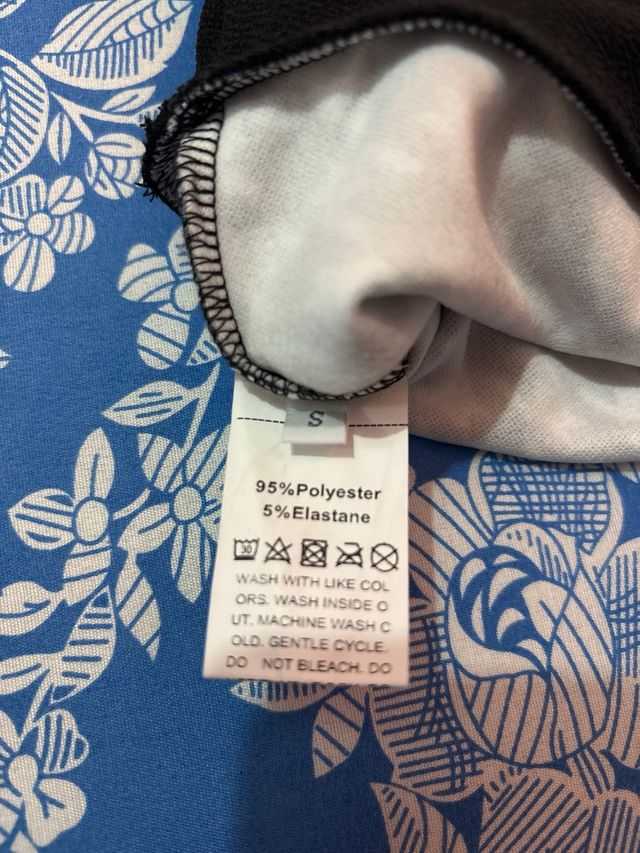 S
95%Polyester
5%Elastane
30
WASH WITH LIKE COL
ORS. WASH INSIDE O
UT. MACHINE WASH C
OLD. GENTLE CYCLE.
DO NOT BLEACH. DO